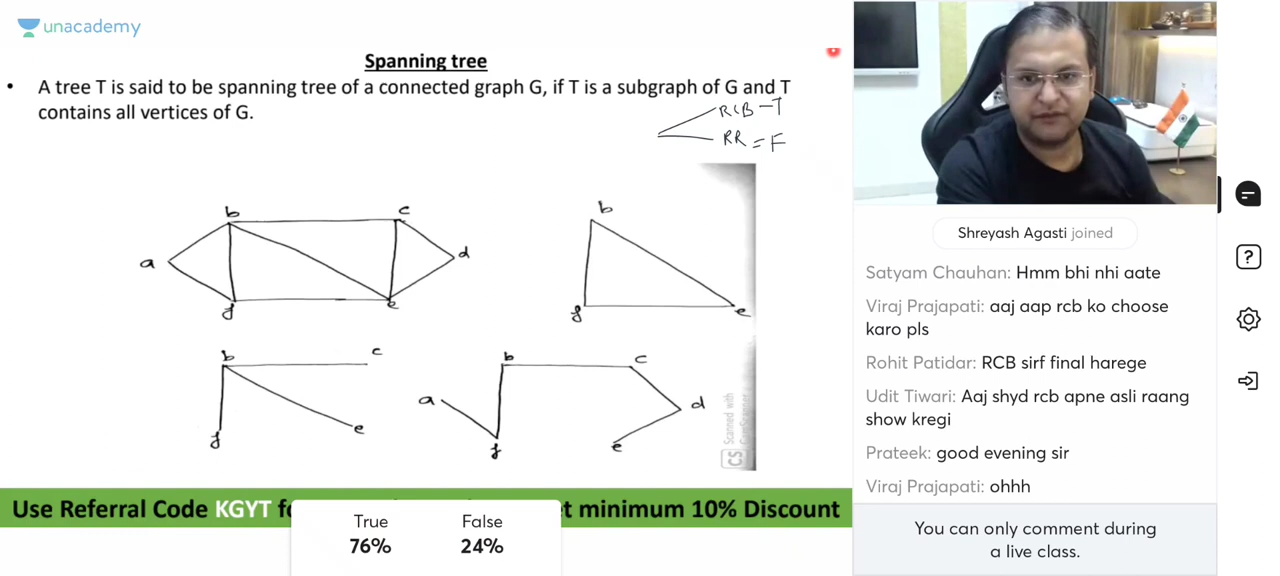 unacademy
Spanning tree
• A tree T is said to be spanning tree of a connected graph G, if T is a subgraph of G and T
contains all vertices of G.
RCB - T
RR = F
b c
a d
f e
b
f e
b c
f e
b c
a d
f e
CS Scanned with
CamScanner
Use Referral Code KGYT f
t minimum 10% Discount
True False
76% 24%
Shreyash Agasti joined
Satyam Chauhan: Hmm bhi nhi aate
Viraj Prajapati: aaj aap rcb ko choose
karo pls
Rohit Patidar: RCB sirf final harege
Udit Tiwari: Aaj shyd rcb apne asli raang
show kregi
Prateek: good evening sir
Viraj Prajapati: ohhh
You can only comment during
a live class.
?